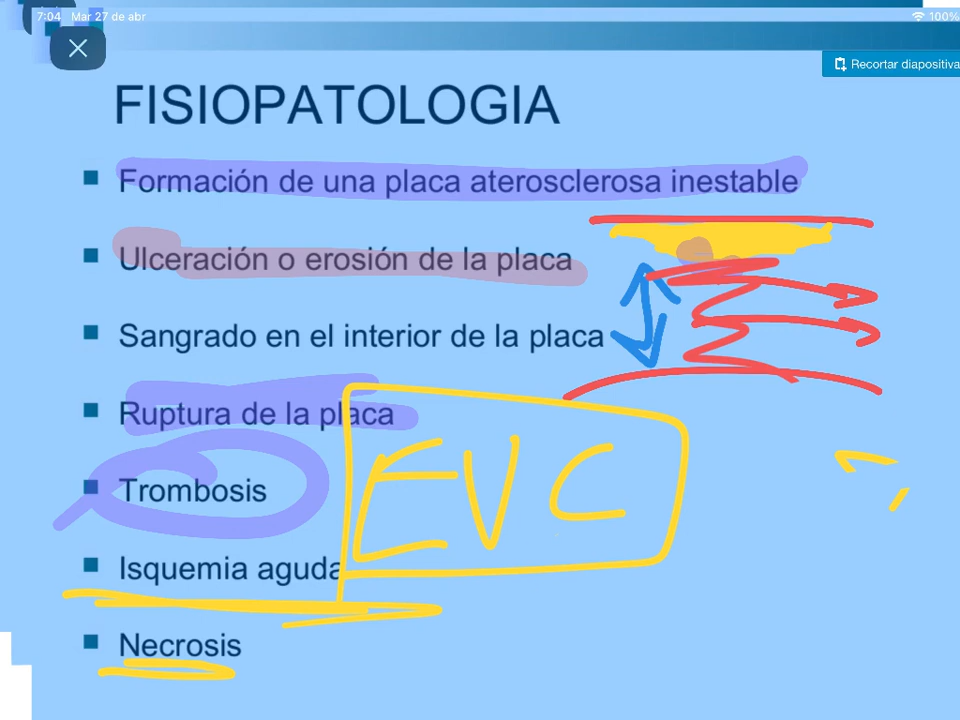 7:04 Mar 27 de abr 100%
Recortar diapositiva
FISIOPATOLOGIA
Formación de una placa aterosclerosa inestable
Ulceración o erosión de la placa
Sangrado en el interior de la placa
Ruptura de la placa
EVC
Trombosis
Isquemia aguda
Necrosis